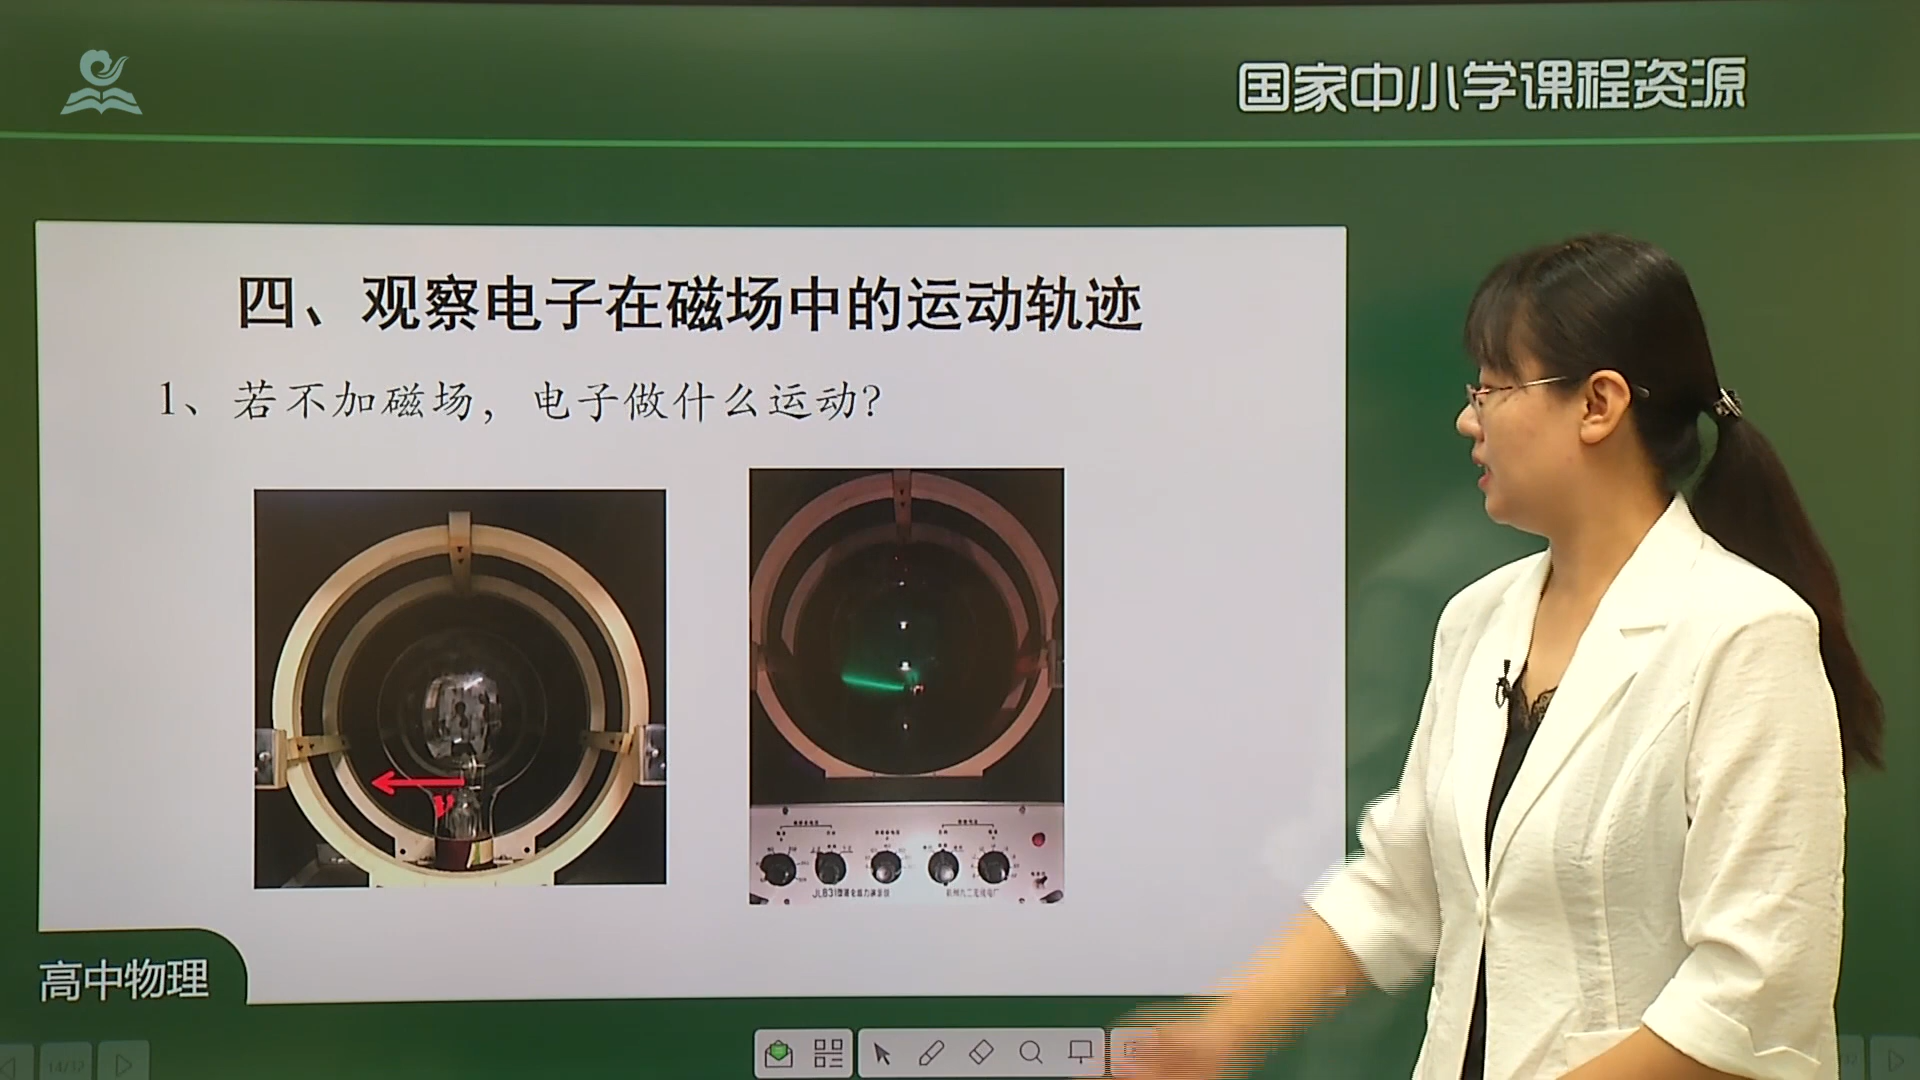 国家中小学课程资源
四、观察电子在磁场中的运动轨迹
1、若不加磁场，电子做什么运动？
v
高中物理
14/32